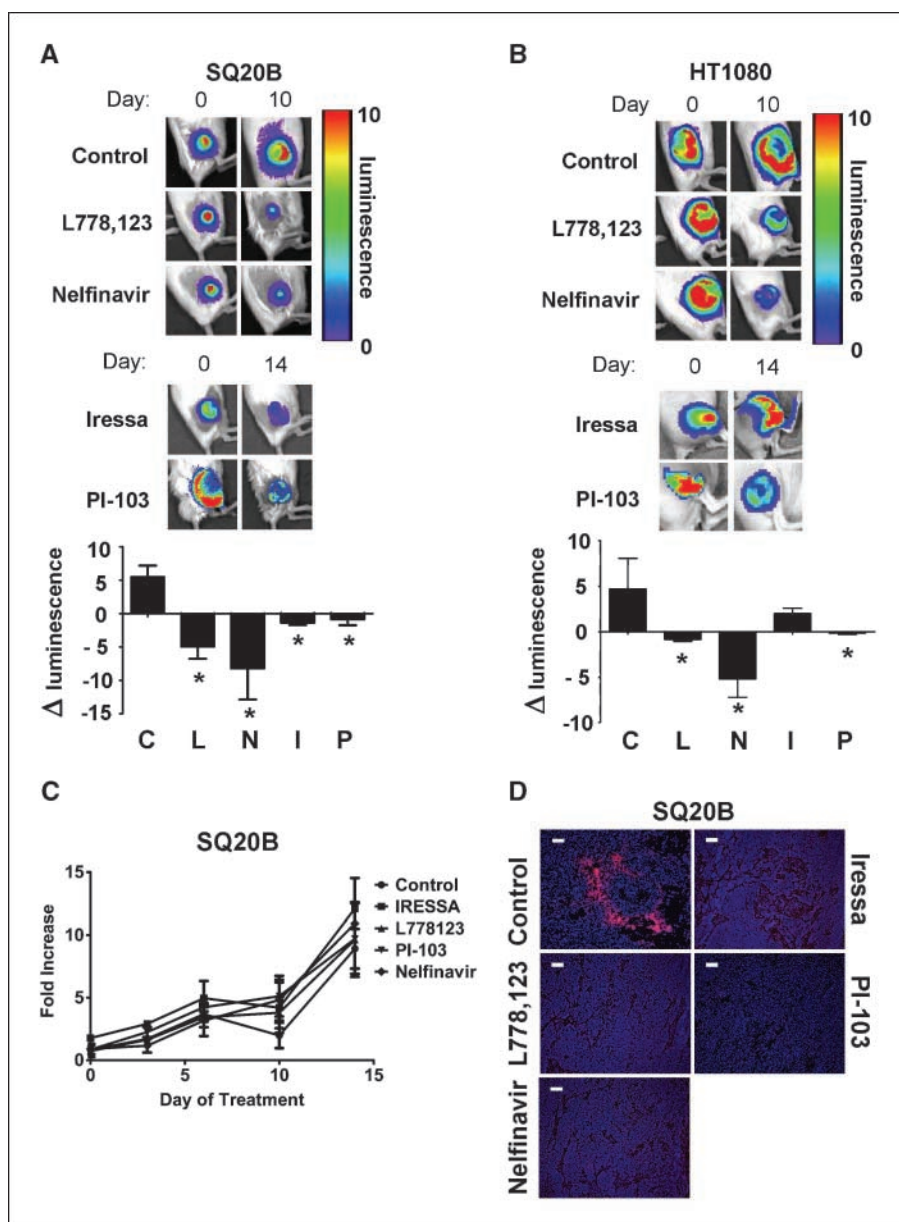 A
SQ20B
Day: 0 10
Control
L778,123
Nelfinavir
10
luminescence
0
Day: 0 14
Iressa
PI-103
10
5
0
-5
-10
-15
Δ luminescence
* * * *
C L N I P
B
HT1080
Day 0 10
Control
L778,123
Nelfinavir
10
luminescence
0
Day: 0 14
Iressa
PI-103
10
5
0
- 5
-10
Δ luminescence
* * *
C L N I P
C
SQ20B
15
10
5
0
Fold Increase
0 5 10 15
Day of Treatment
Control
IRESSA
L778123
PI-103
Nelfinavir
D
SQ20B
Control
Iressa
L778,123
PI-103
Nelfinavir